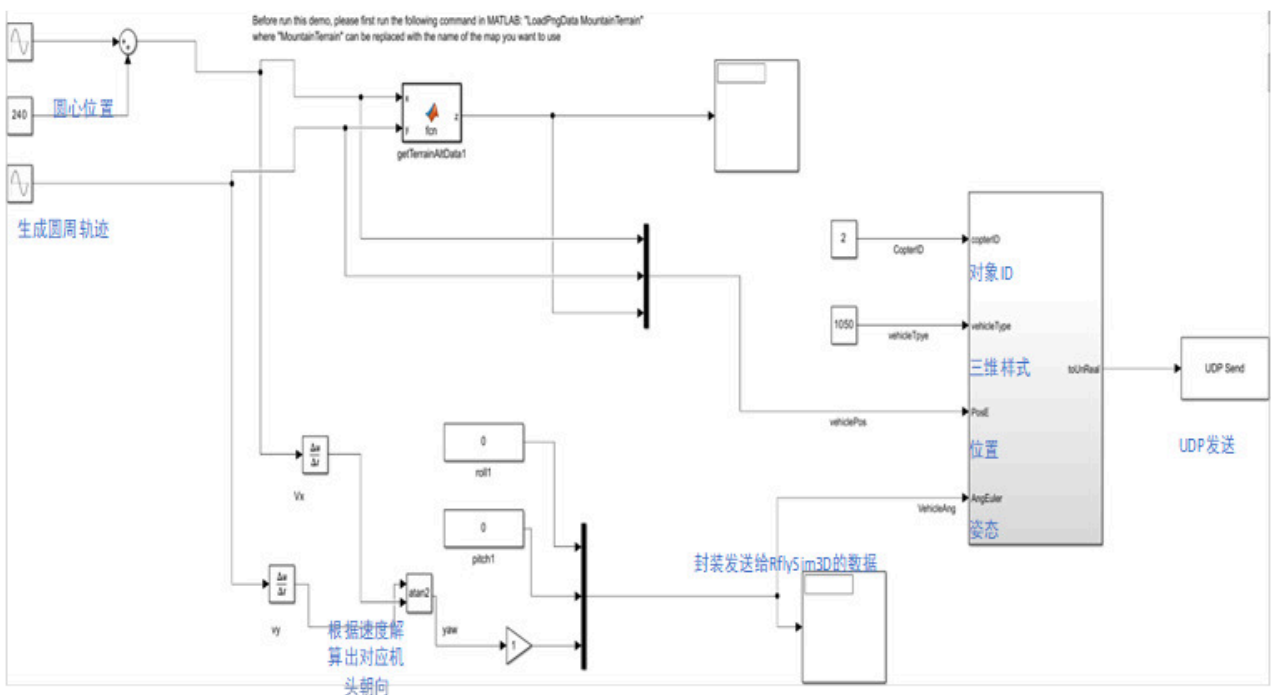 Before run this demo, please first run the following command in MATLAB: "LoadPngData MountainTerrain"
where "MountainTerrain" can be replaced with the name of the map you want to use
240
圆心位置
x
y
z
fcn
getTerrainAltData1
生成圆周轨迹
2
CopterID
copterID
对象ID
1050
vehicleTpye
vehicleType
三维样式
toUnReal
UDP Send
vehiclePos
PosE
位置
UDP发送
Δu
Δt
Vx
0
roll1
VehicleAng
AngEuler
姿态
0
pitch1
封装发送给RflySim3D的数据
Δu
Δt
vy
atan2
根据速度解
算出对应机
头朝向
yaw
1